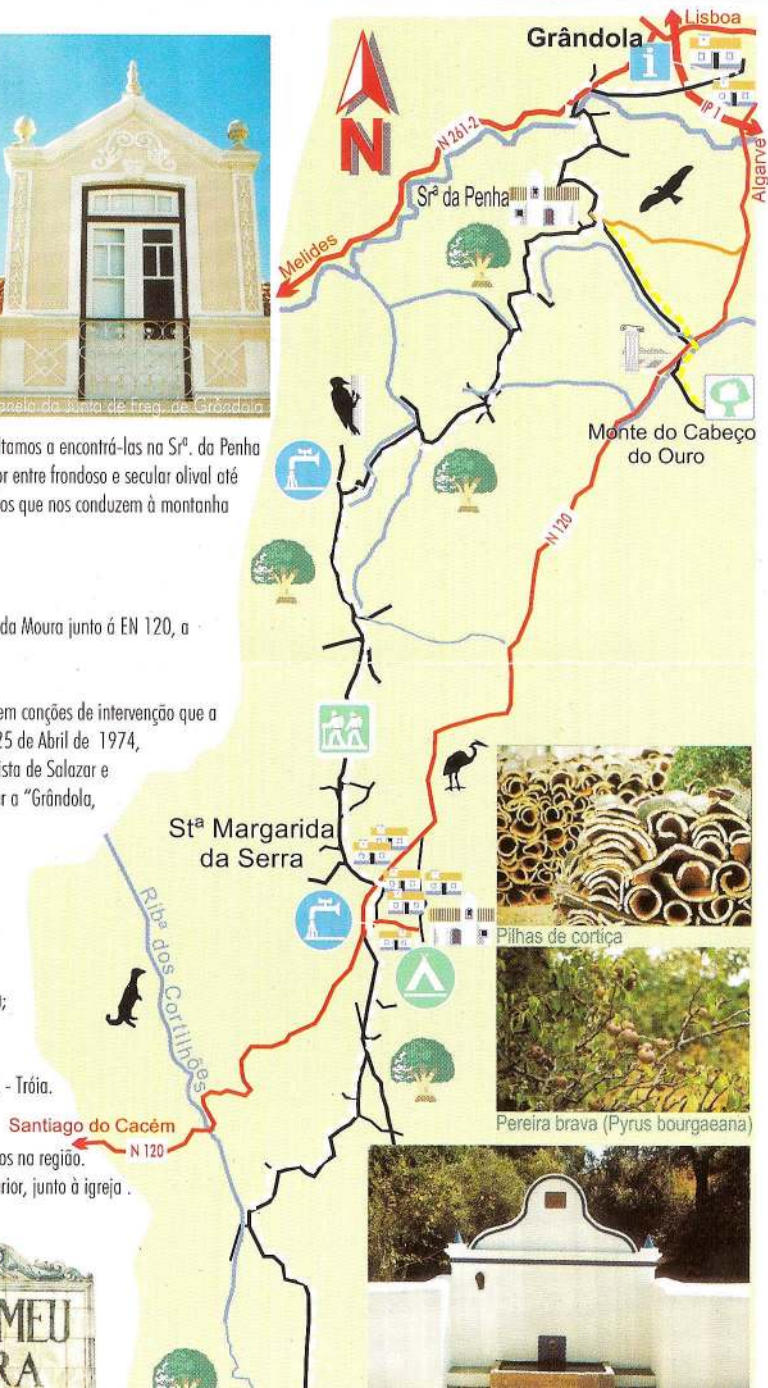 Lisboa
Grândola
i
IP 1
Algarve
N
N 261-2
Srª da Penha
Melides
Monte do Cabeço
do Ouro
N 120
Janela da Junta de Freg. de Grândola
ltamos a encontrá-las na Srª. da Penha
or entre frondoso e secular olival até
os que nos conduzem à montanha
da Moura junto á EN 120, a
em conções de intervenção que a
25 de Abril de 1974,
ista de Salazar e
ar a "Grândola,
Stª Margarida
da Serra
Ribª dos Cortilhões
- Tróia.
Santiago do Cacém
N 120
os na região.
rior, junto à igreja .
Pilhas de cortiça
Pereira brava (Pyrus bourgaeana)
MEU
RA